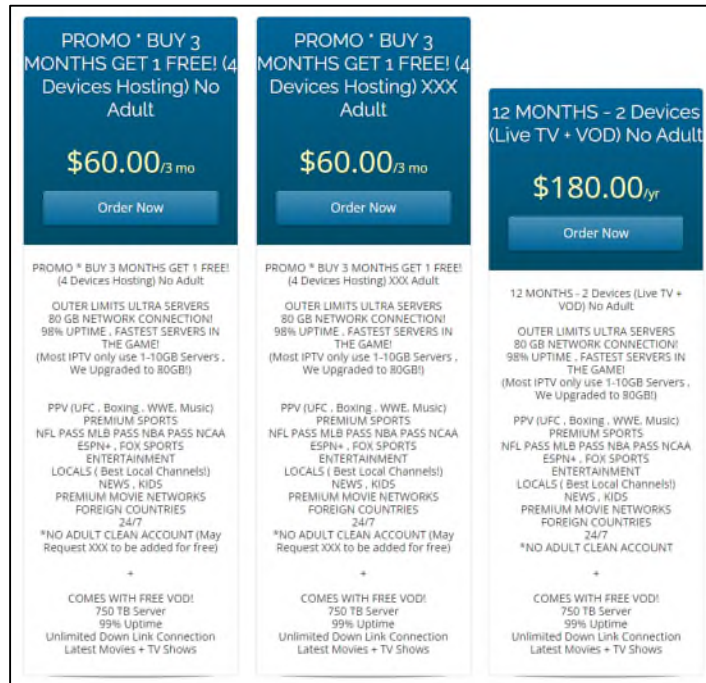 PROMO * BUY 3
MONTHS GET 1 FREE! (4
Devices Hosting) No
Adult
$60.00/3 mo
Order Now
PROMO * BUY 3 MONTHS GET 1 FREE!
(4 Devices Hosting) No Adult
OUTER LIMITS ULTRA SERVERS
80 GB NETWORK CONNECTION!
98% UPTIME , FASTEST SERVERS IN
THE GAME!
(Most IPTV only use 1-10GB Servers ,
We Upgraded to 80GB!)
PPV (UFC , Boxing , WWE, Music)
PREMIUM SPORTS
NFL PASS MLB PASS NBA PASS NCAA
ESPN+ , FOX SPORTS
ENTERTAINMENT
LOCALS ( Best Local Channels!)
NEWS , KIDS
PREMIUM MOVIE NETWORKS
FOREIGN COUNTRIES
24/7
*NO ADULT CLEAN ACCOUNT (May
Request XXX to be added for free)
+
COMES WITH FREE VOD!
750 TB Server
99% Uptime
Unlimited Down Link Connection
Latest Movies + TV Shows
PROMO * BUY 3
MONTHS GET 1 FREE! (4
Devices Hosting) XXX
Adult
$60.00/3 mo
Order Now
PROMO * BUY 3 MONTHS GET 1 FREE!
(4 Devices Hosting) XXX Adult
OUTER LIMITS ULTRA SERVERS
80 GB NETWORK CONNECTION!
98% UPTIME , FASTEST SERVERS IN
THE GAME!
(Most IPTV only use 1-10GB Servers ,
We Upgraded to 80GB!)
PPV (UFC , Boxing , WWE, Music)
PREMIUM SPORTS
NFL PASS MLB PASS NBA PASS NCAA
ESPN+ , FOX SPORTS
ENTERTAINMENT
LOCALS ( Best Local Channels!)
NEWS , KIDS
PREMIUM MOVIE NETWORKS
FOREIGN COUNTRIES
24/7
*NO ADULT CLEAN ACCOUNT (May
Request XXX to be added for free)
+
COMES WITH FREE VOD!
750 TB Server
99% Uptime
Unlimited Down Link Connection
Latest Movies + TV Shows
12 MONTHS - 2 Devices
(Live TV + VOD) No Adult
$180.00/yr
Order Now
12 MONTHS - 2 Devices (Live TV +
VOD) No Adult
OUTER LIMITS ULTRA SERVERS
80 GB NETWORK CONNECTION!
98% UPTIME , FASTEST SERVERS IN
THE GAME!
(Most IPTV only use 1-10GB Servers ,
We Upgraded to 80GB!)
PPV (UFC , Boxing , WWE, Music)
PREMIUM SPORTS
NFL PASS MLB PASS NBA PASS NCAA
ESPN+ , FOX SPORTS
ENTERTAINMENT
LOCALS ( Best Local Channels!)
NEWS , KIDS
PREMIUM MOVIE NETWORKS
FOREIGN COUNTRIES
24/7
*NO ADULT CLEAN ACCOUNT
+
COMES WITH FREE VOD!
750 TB Server
99% Uptime
Unlimited Down Link Connection
Latest Movies + TV Shows